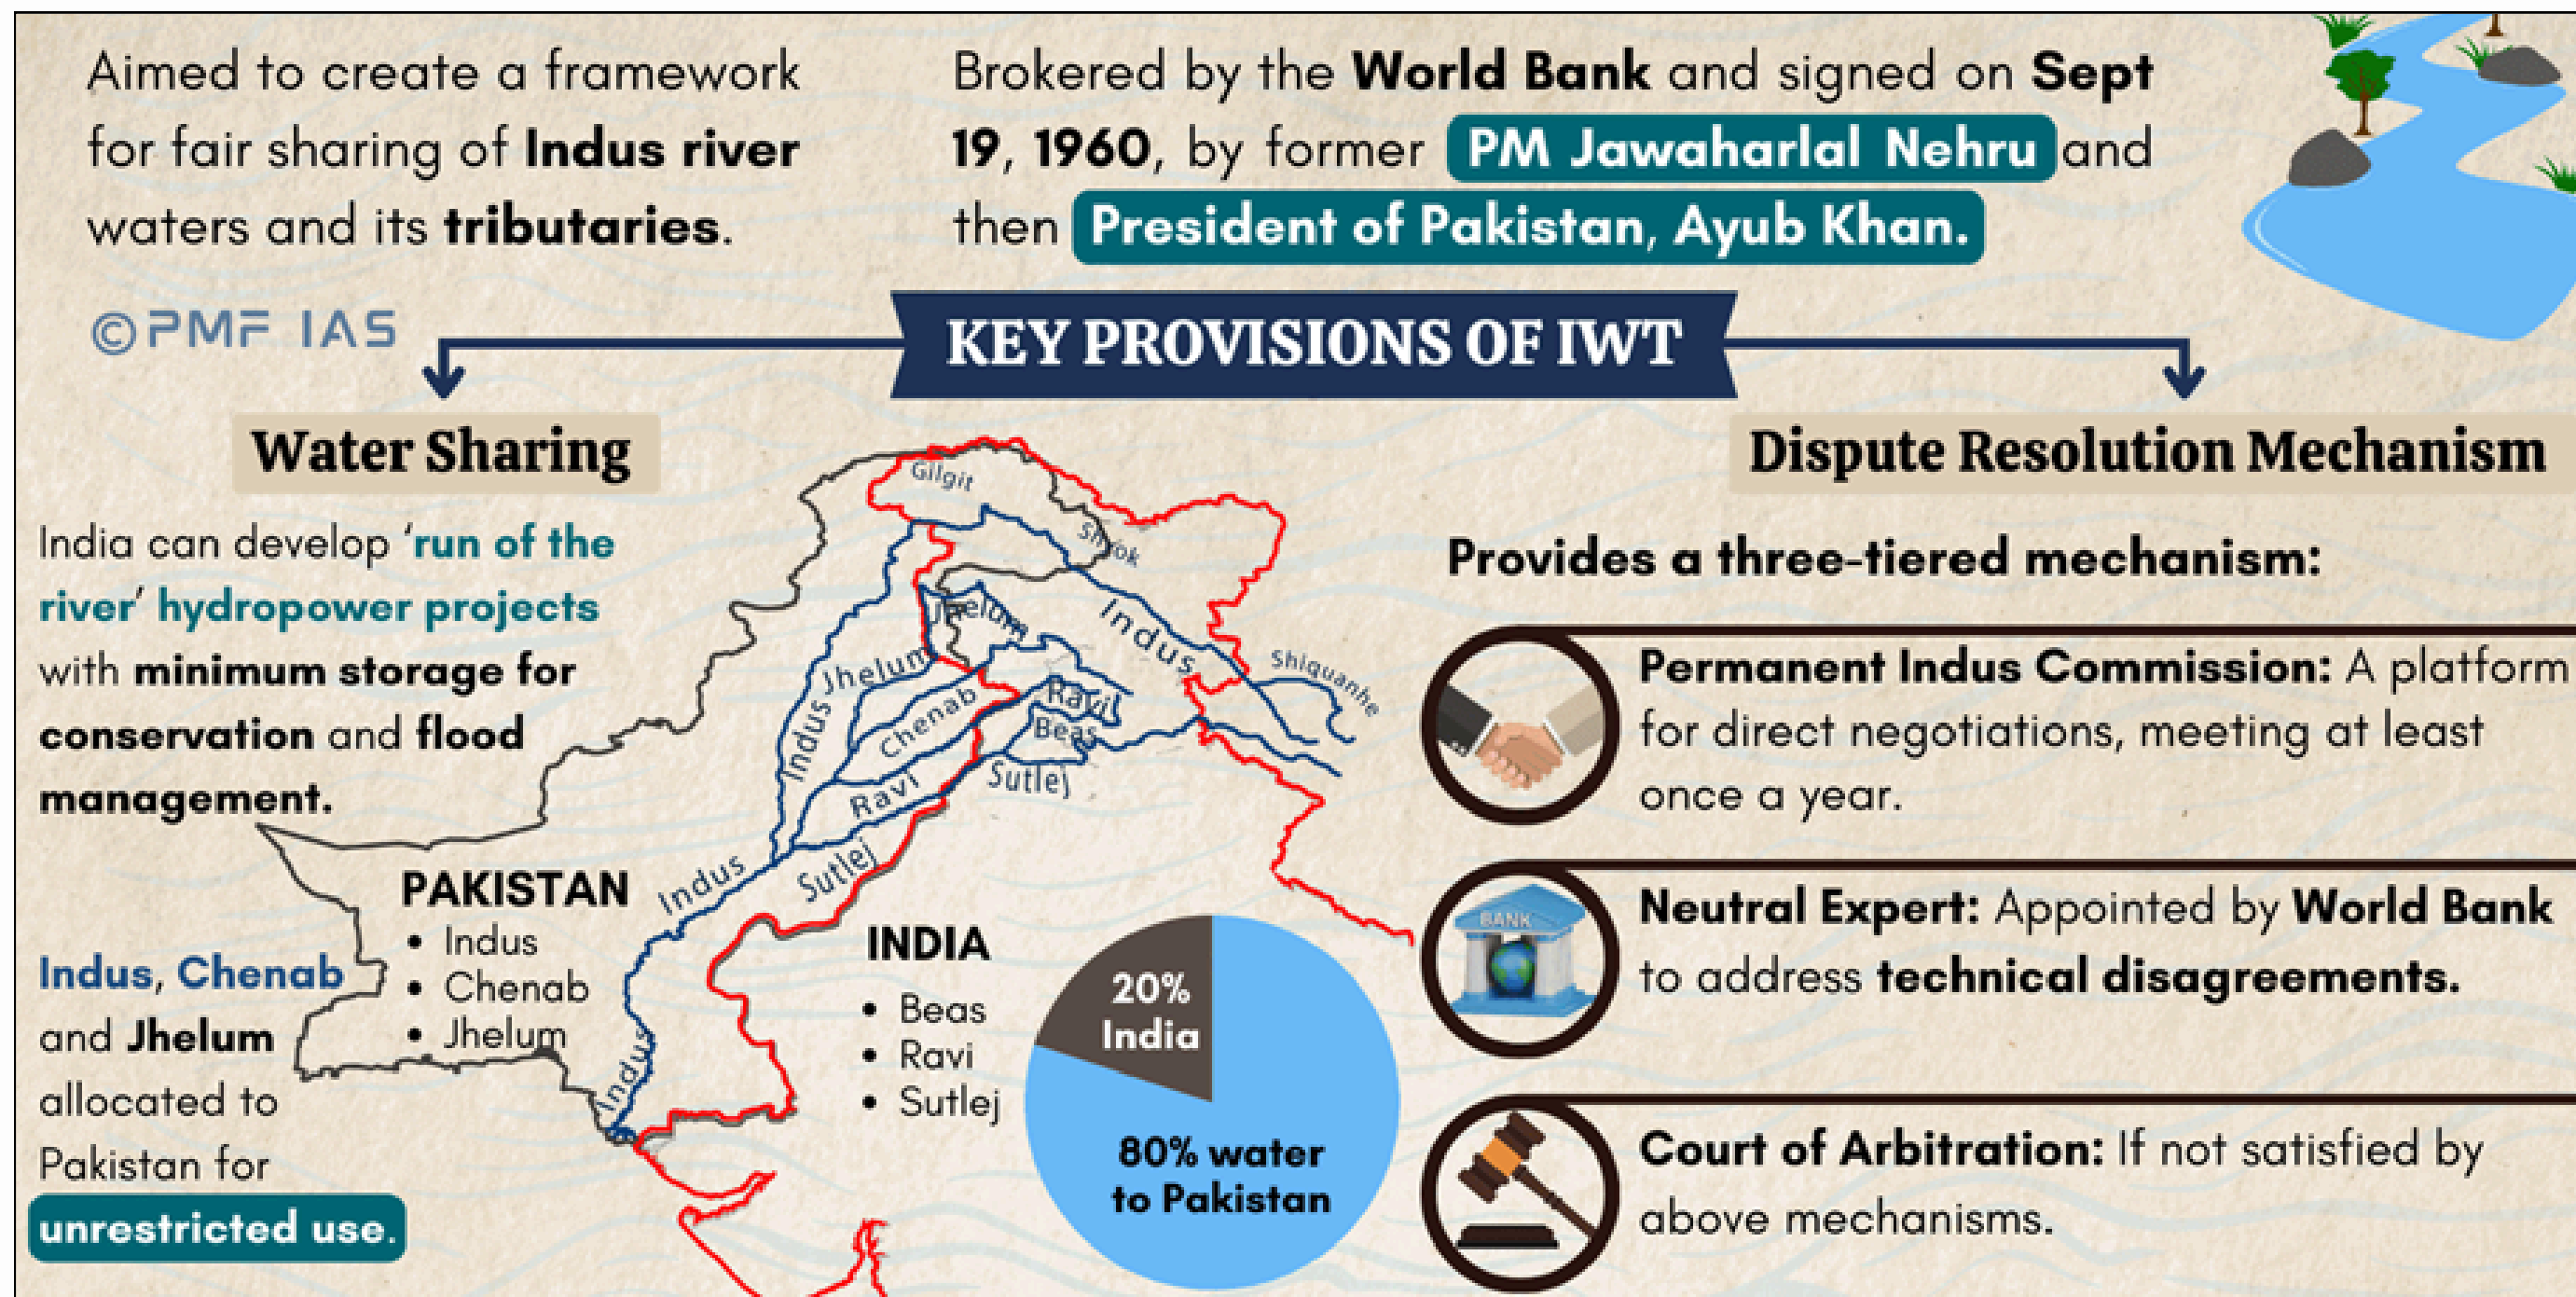 Aimed to create a framework
for fair sharing of Indus river
waters and its tributaries.
Brokered by the World Bank and signed on Sept
19, 1960, by former PM Jawaharlal Nehru and
then President of Pakistan, Ayub Khan.
©PMF IAS
KEY PROVISIONS OF IWT
Water Sharing
India can develop ‘run of the
river’ hydropower projects
with minimum storage for
conservation and flood
management.
Indus, Chenab
and Jhelum
allocated to
Pakistan for
unrestricted use.
Gilgit
Shyok
Jhelum
Indus
Shiquanhe
Jhelum
Indus
Chenab
Ravi
Beas
Sutlej
Ravi
Sutlej
Indus
Indus
PAKISTAN
• Indus
• Chenab
• Jhelum
INDIA
• Beas
• Ravi
• Sutlej
20%
India
80% water
to Pakistan
Dispute Resolution Mechanism
Provides a three-tiered mechanism:
Permanent Indus Commission: A platform
for direct negotiations, meeting at least
once a year.
BANK
Neutral Expert: Appointed by World Bank
to address technical disagreements.
Court of Arbitration: If not satisfied by
above mechanisms.